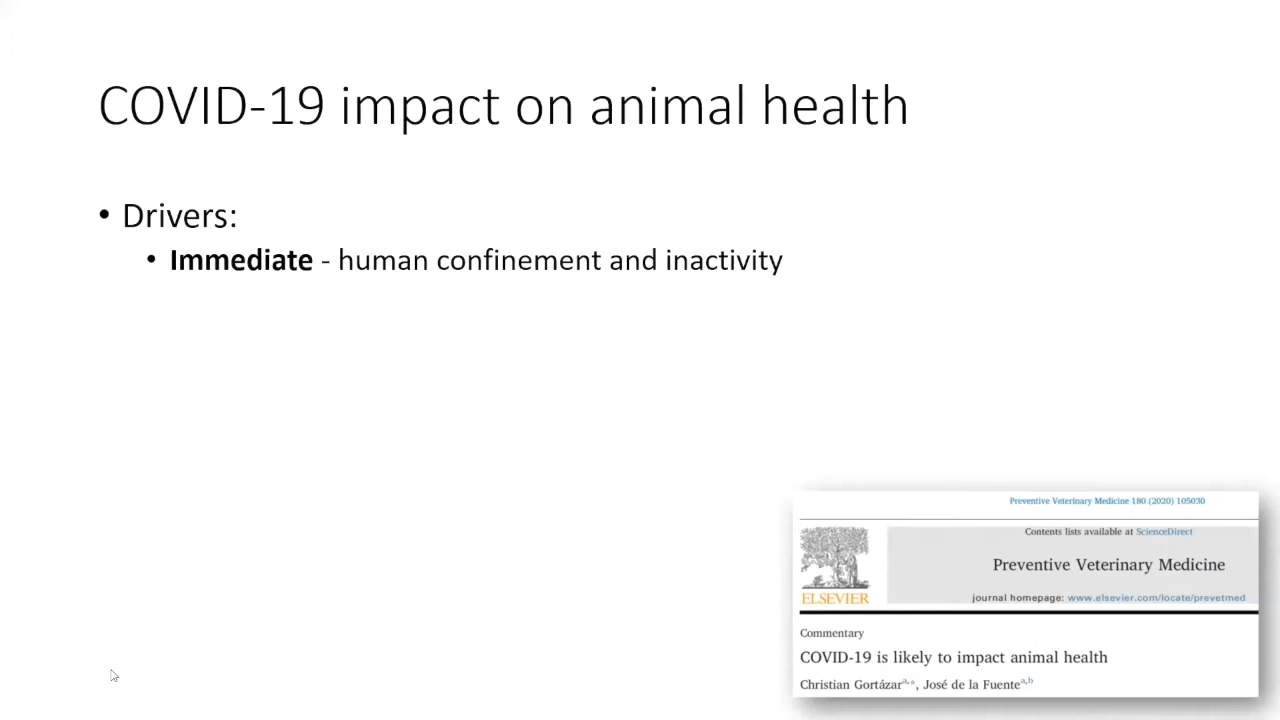 COVID-19 impact on animal health
• Drivers:
• Immediate - human confinement and inactivity
Preventive Veterinary Medicine 180 (2020) 105030
Contents lists available at ScienceDirect
Preventive Veterinary Medicine
ELSEVIER
journal homepage: www.elsevier.com/locate/prevetmed
Commentary
COVID-19 is likely to impact animal health
Christian Gortázar a,*, José de la Fuente a,b